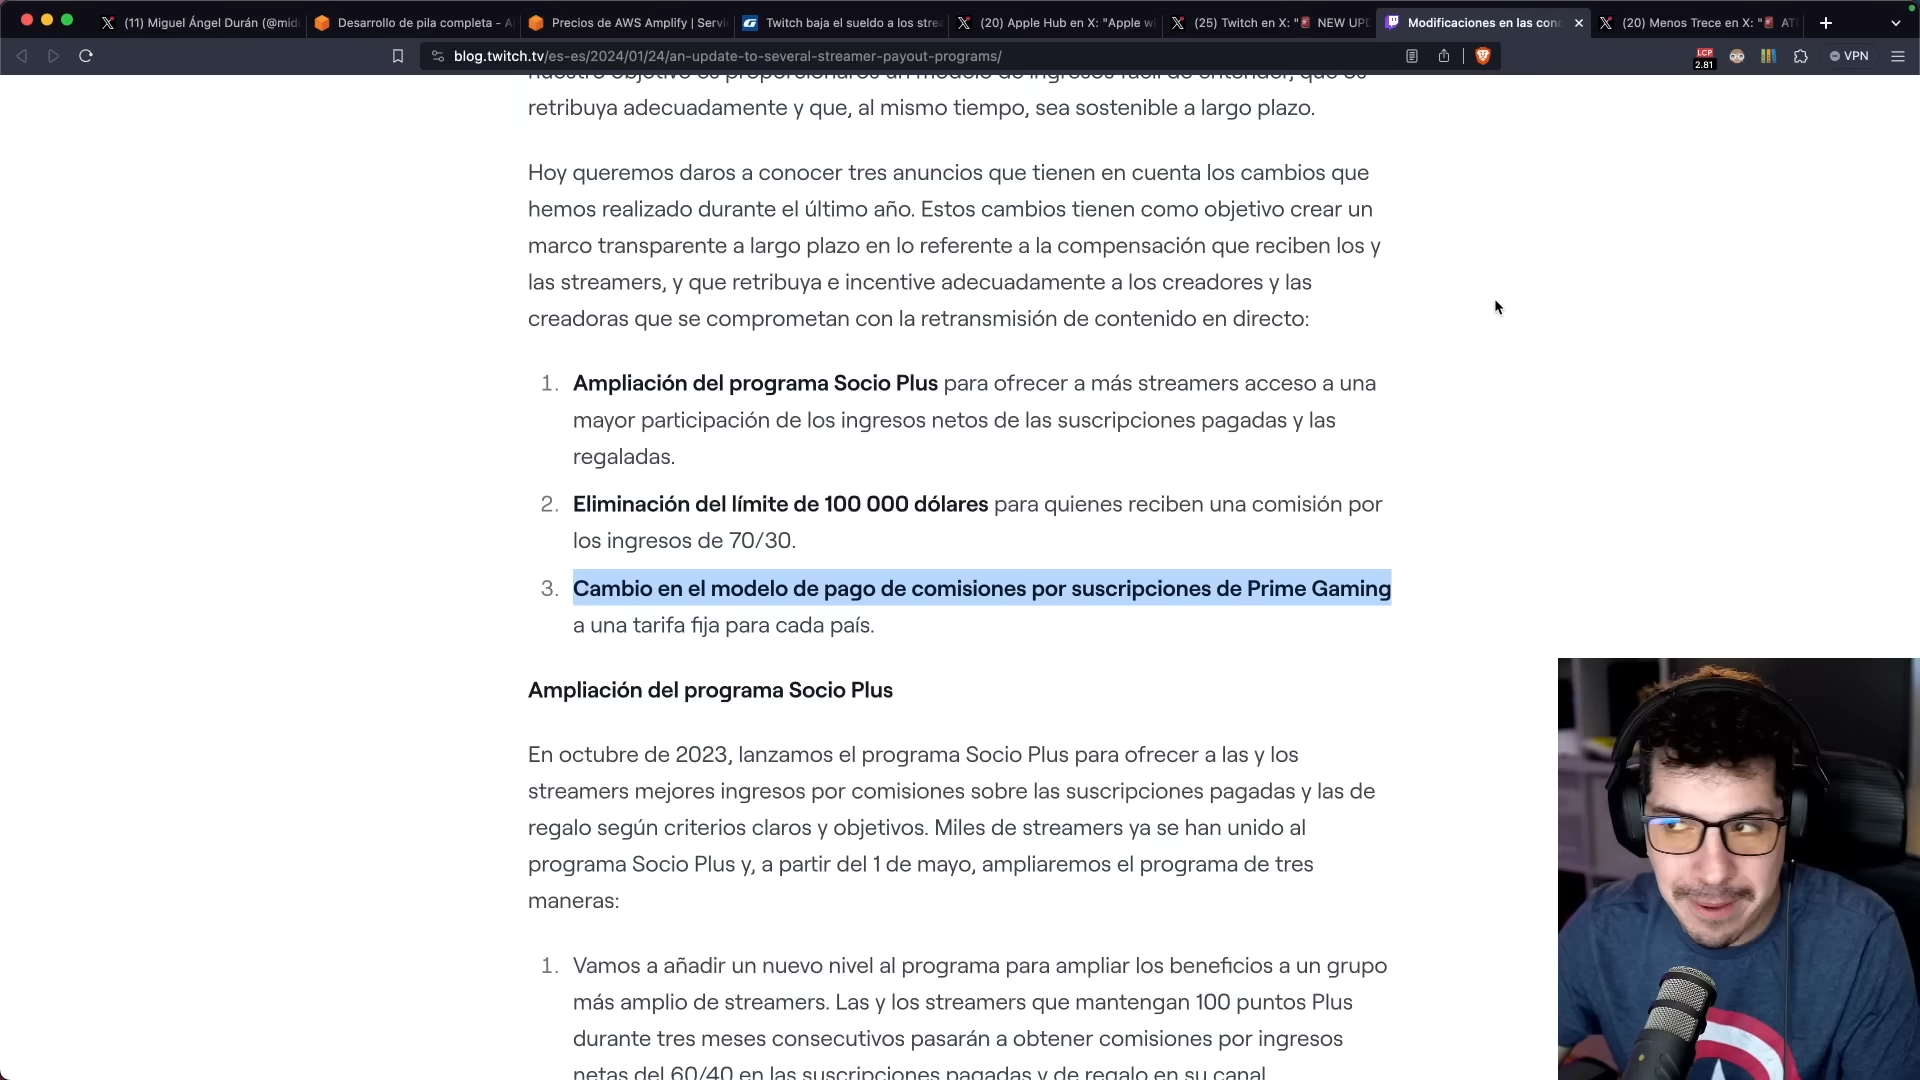 (11) Miguel Ángel Durán (@mid
Desarrollo de pila completa - A
Precios de AWS Amplify | Servi
Twitch baja el sueldo a los strea
(20) Apple Hub en X: "Apple wi
(25) Twitch en X: "🚨 NEW UPD
Modificaciones en las con
(20) Menos Trece en X: "🚨 AT
blog.twitch.tv/es-es/2024/01/24/an-update-to-several-streamer-payout-programs/
LCP
2.81
VPN
nuestro objetivo es proporcionaros un modelo de ingresos fácil de entender, que os
retribuya adecuadamente y que, al mismo tiempo, sea sostenible a largo plazo.
Hoy queremos daros a conocer tres anuncios que tienen en cuenta los cambios que
hemos realizado durante el último año. Estos cambios tienen como objetivo crear un
marco transparente a largo plazo en lo referente a la compensación que reciben los y
las streamers, y que retribuya e incentive adecuadamente a los creadores y las
creadoras que se comprometan con la retransmisión de contenido en directo:
1. Ampliación del programa Socio Plus para ofrecer a más streamers acceso a una
mayor participación de los ingresos netos de las suscripciones pagadas y las
regaladas.
2. Eliminación del límite de 100 000 dólares para quienes reciben una comisión por
los ingresos de 70/30.
3. Cambio en el modelo de pago de comisiones por suscripciones de Prime Gaming
a una tarifa fija para cada país.
Ampliación del programa Socio Plus
En octubre de 2023, lanzamos el programa Socio Plus para ofrecer a las y los
streamers mejores ingresos por comisiones sobre las suscripciones pagadas y las de
regalo según criterios claros y objetivos. Miles de streamers ya se han unido al
programa Socio Plus y, a partir del 1 de mayo, ampliaremos el programa de tres
maneras:
1. Vamos a añadir un nuevo nivel al programa para ampliar los beneficios a un grupo
más amplio de streamers. Las y los streamers que mantengan 100 puntos Plus
durante tres meses consecutivos pasarán a obtener comisiones por ingresos
netas del 60/40 en las suscripciones pagadas y de regalo en su canal.